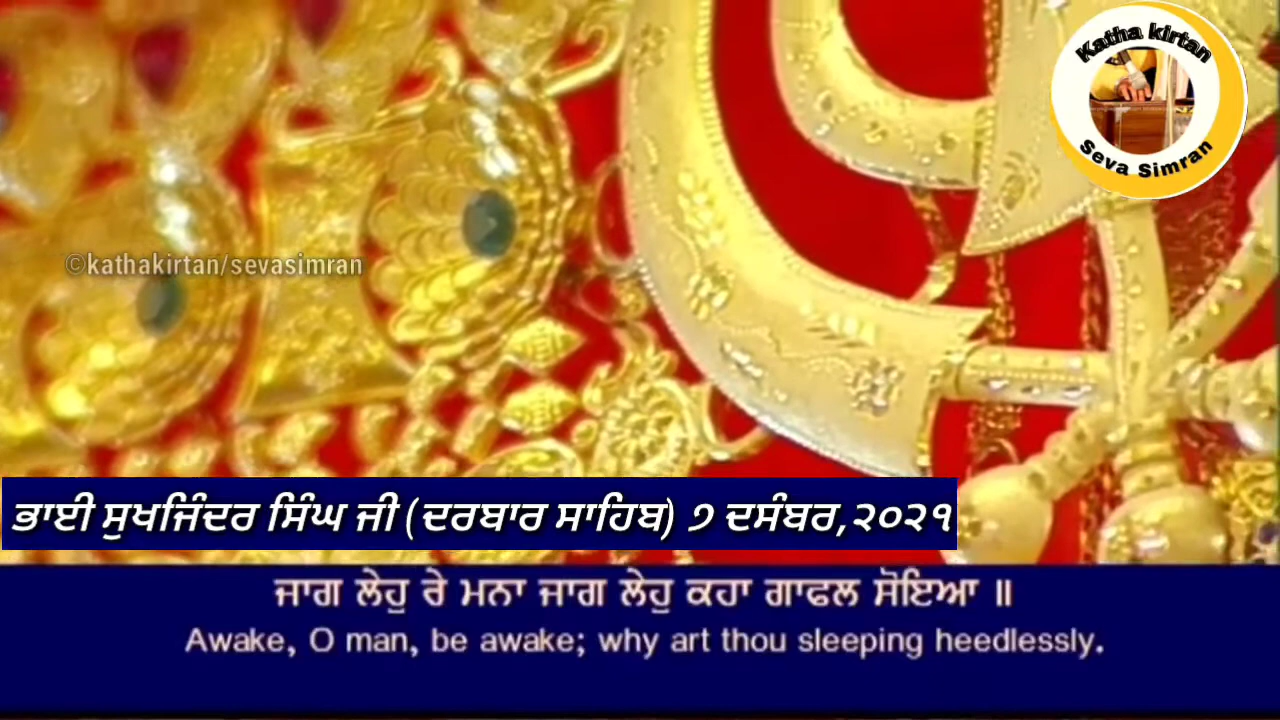 Katha kirtan
Seva Simran
©kathakirtan/sevasimran
ਭਾਈ ਸੁਖਜਿੰਦਰ ਸਿੰਘ ਜੀ (ਦਰਬਾਰ ਸਾਹਿਬ) ੭ ਦਸੰਬਰ,੨੦੨੧
ਜਾਗ ਲੇਹੁ ਰੇ ਮਨਾ ਜਾਗ ਲੇਹੁ ਕਹਾ ਗਾਫਲ ਸੋਇਆ ॥
Awake, O man, be awake; why art thou sleeping heedlessly.